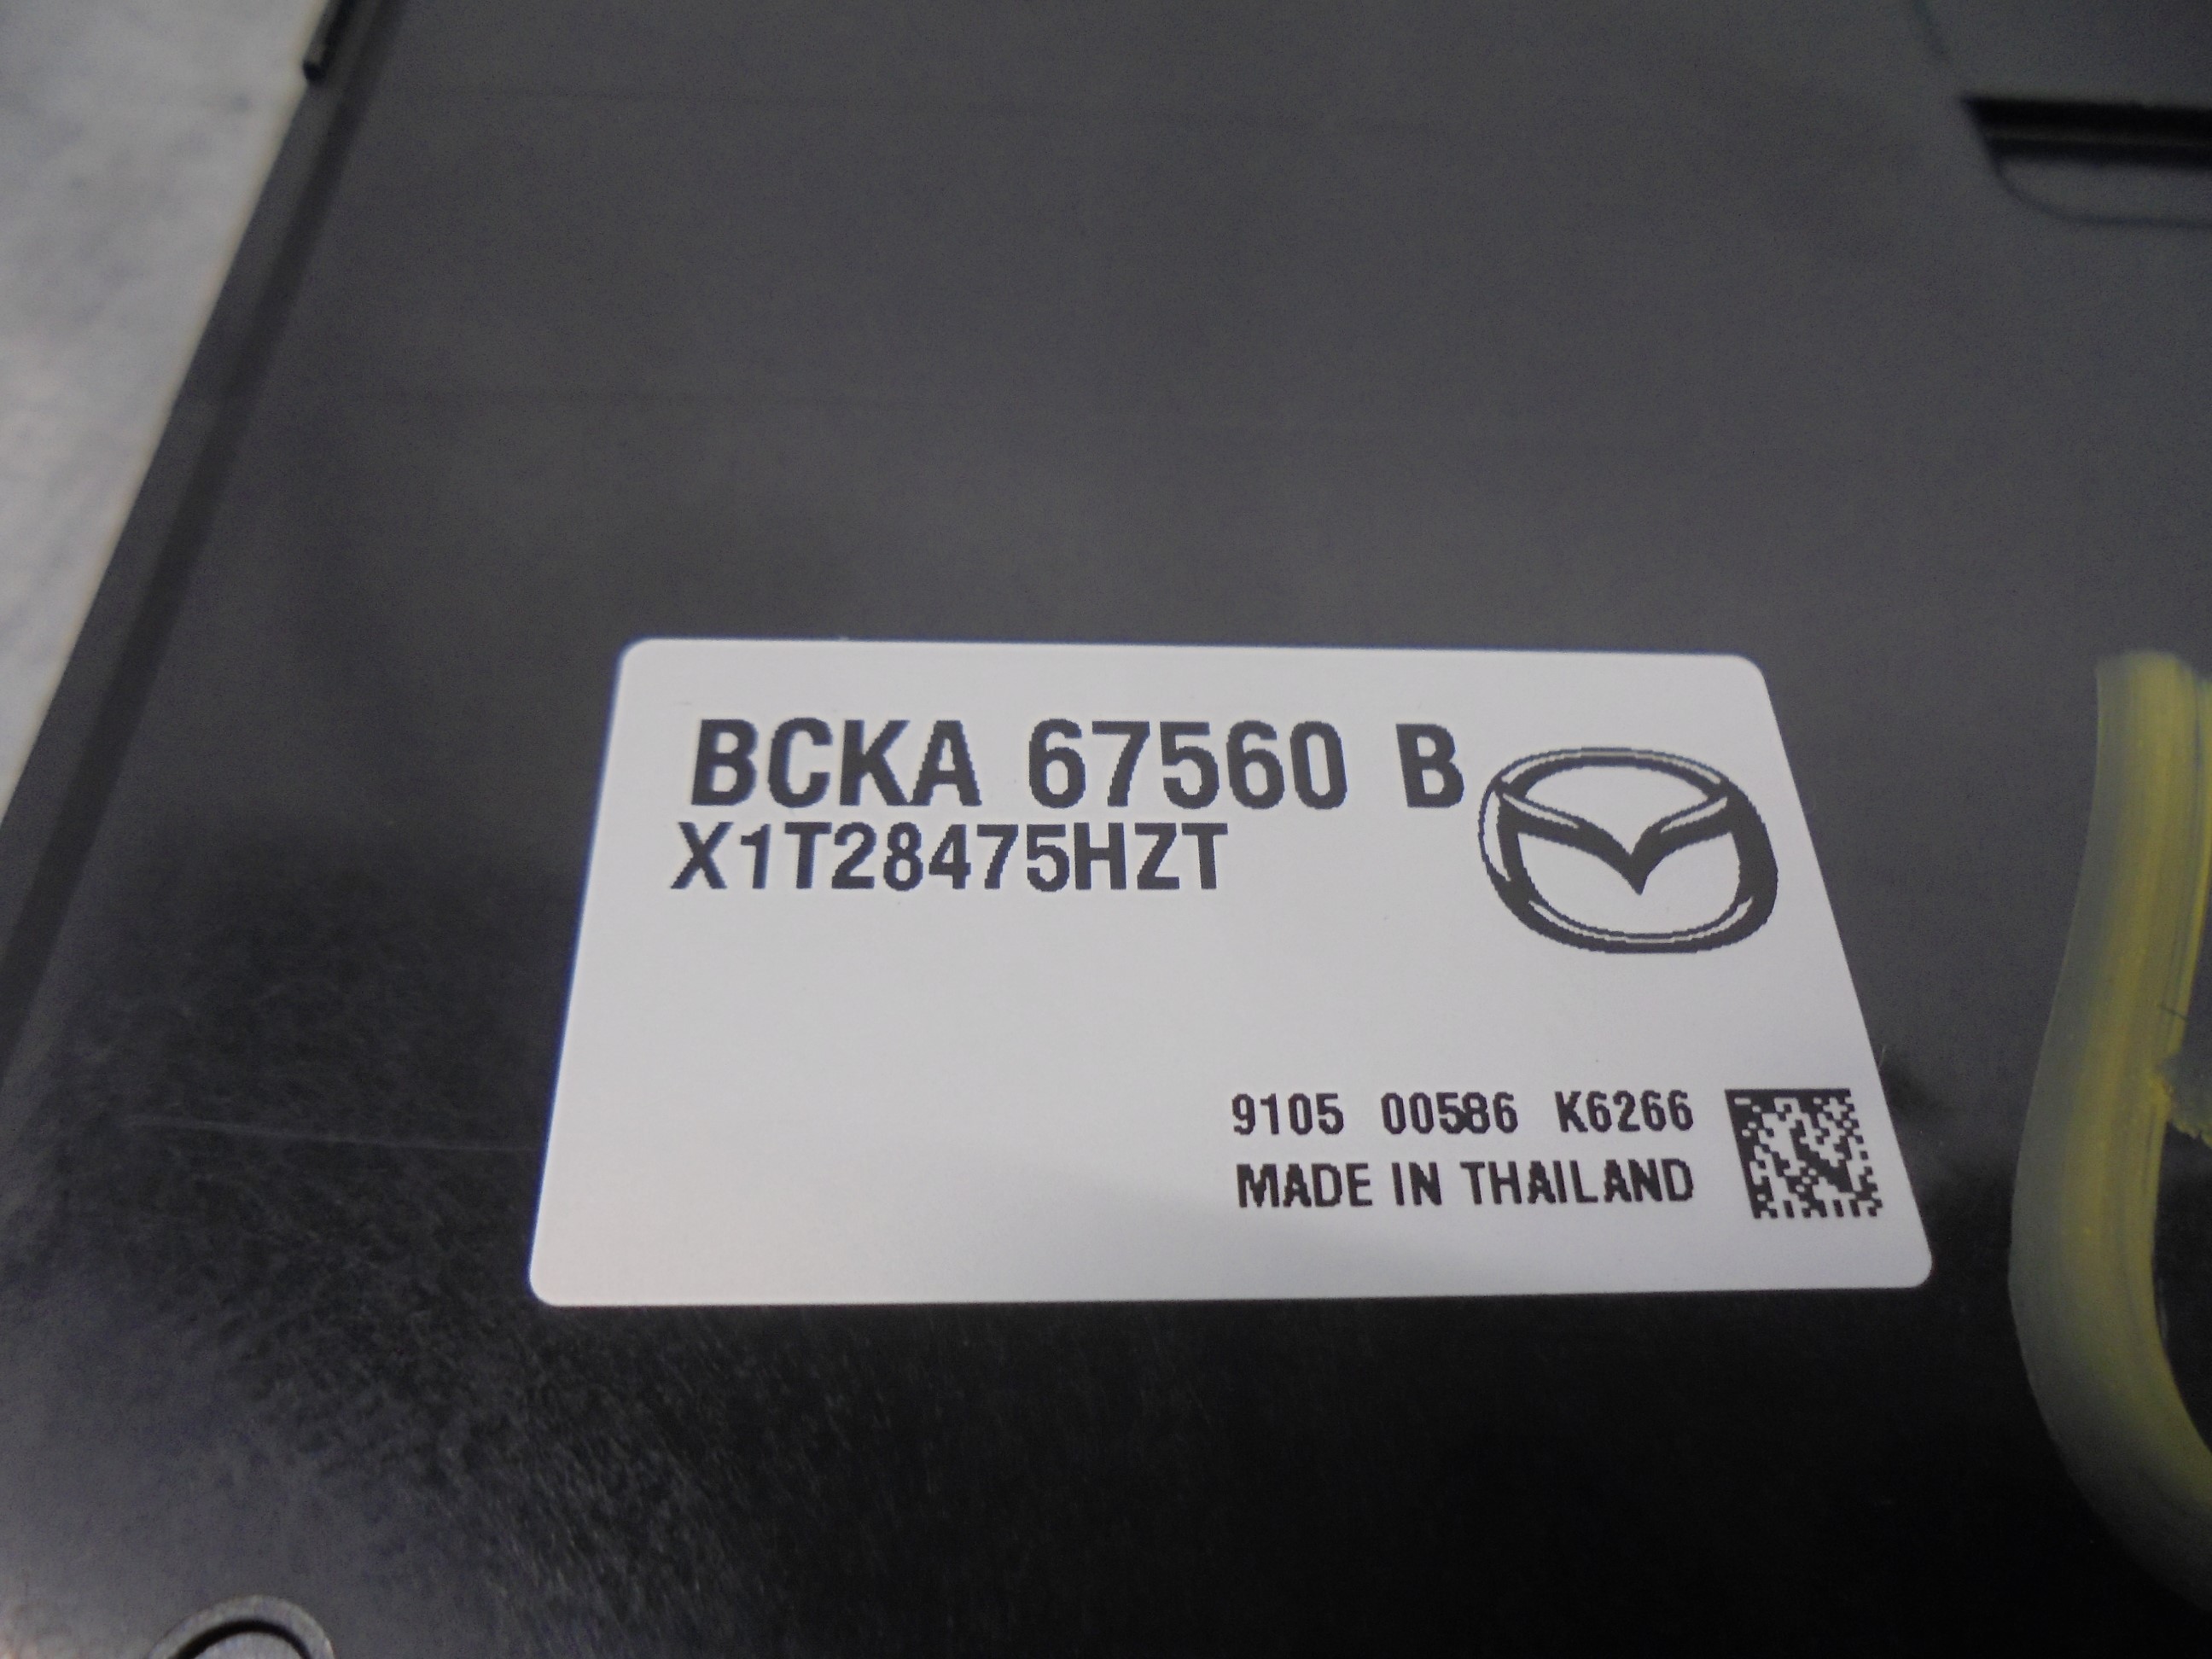 BCKA 67560 B
X1T28475HZT
9105 00586 K6266
MADE IN THAILAND